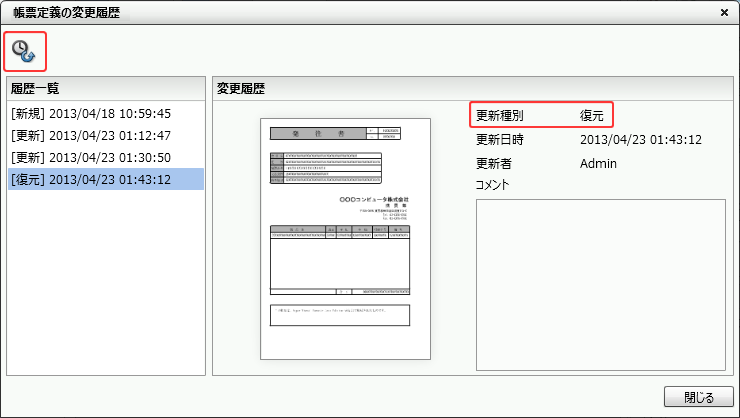 帳票定義の変更履歴
履歴一覧
[新規] 2013/04/18 10:59:45
[更新] 2013/04/23 01:12:47
[更新] 2013/04/23 01:30:50
[復元] 2013/04/23 01:43:12
変更履歴
発 注 書
〇〇〇コンピュータ株式会社
更新種別 復元
更新日時 2013/04/23 01:43:12
更新者 Admin
コメント
閉じる